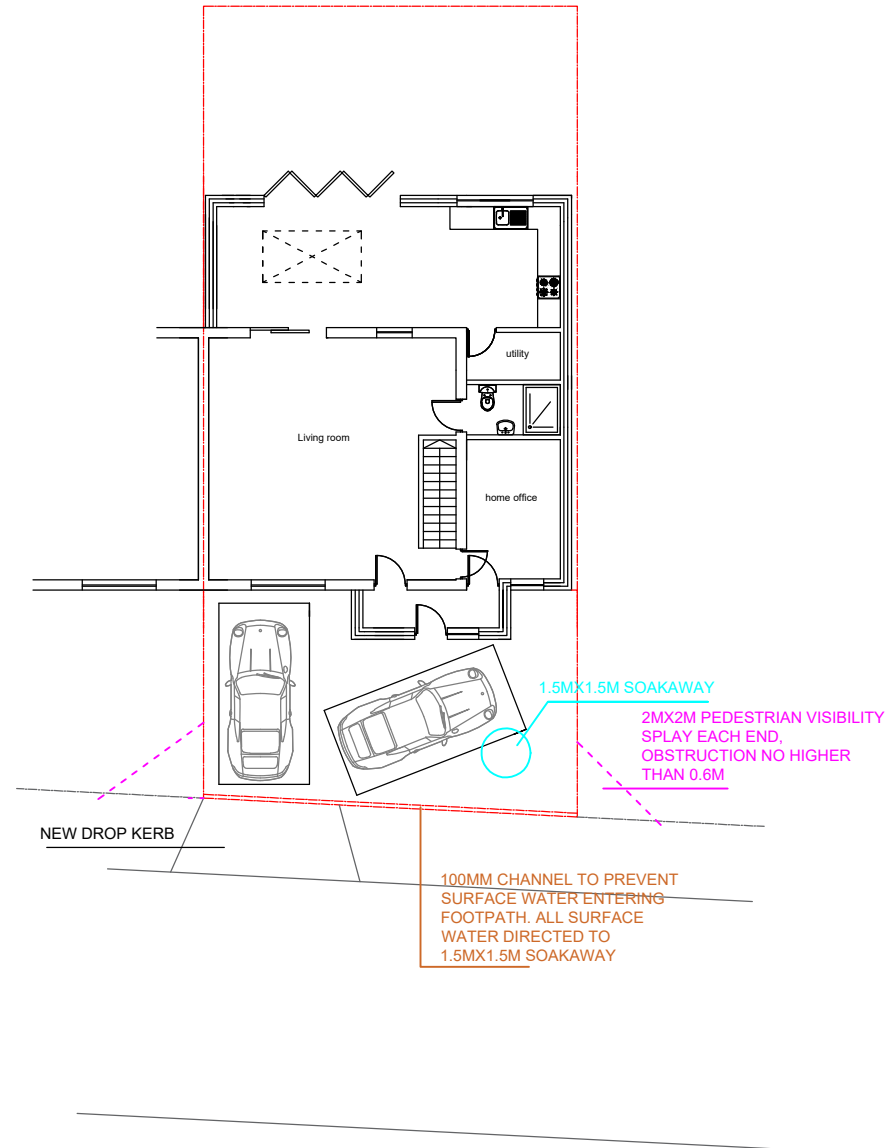 utility
Living room
home office
1.5MX1.5M SOAKAWAY
2MX2M PEDESTRIAN VISIBILITY
SPLAY EACH END,
OBSTRUCTION NO HIGHER
THAN 0.6M
NEW DROP KERB
100MM CHANNEL TO PREVENT
SURFACE WATER ENTERING
FOOTPATH. ALL SURFACE
WATER DIRECTED TO
1.5MX1.5M SOAKAWAY